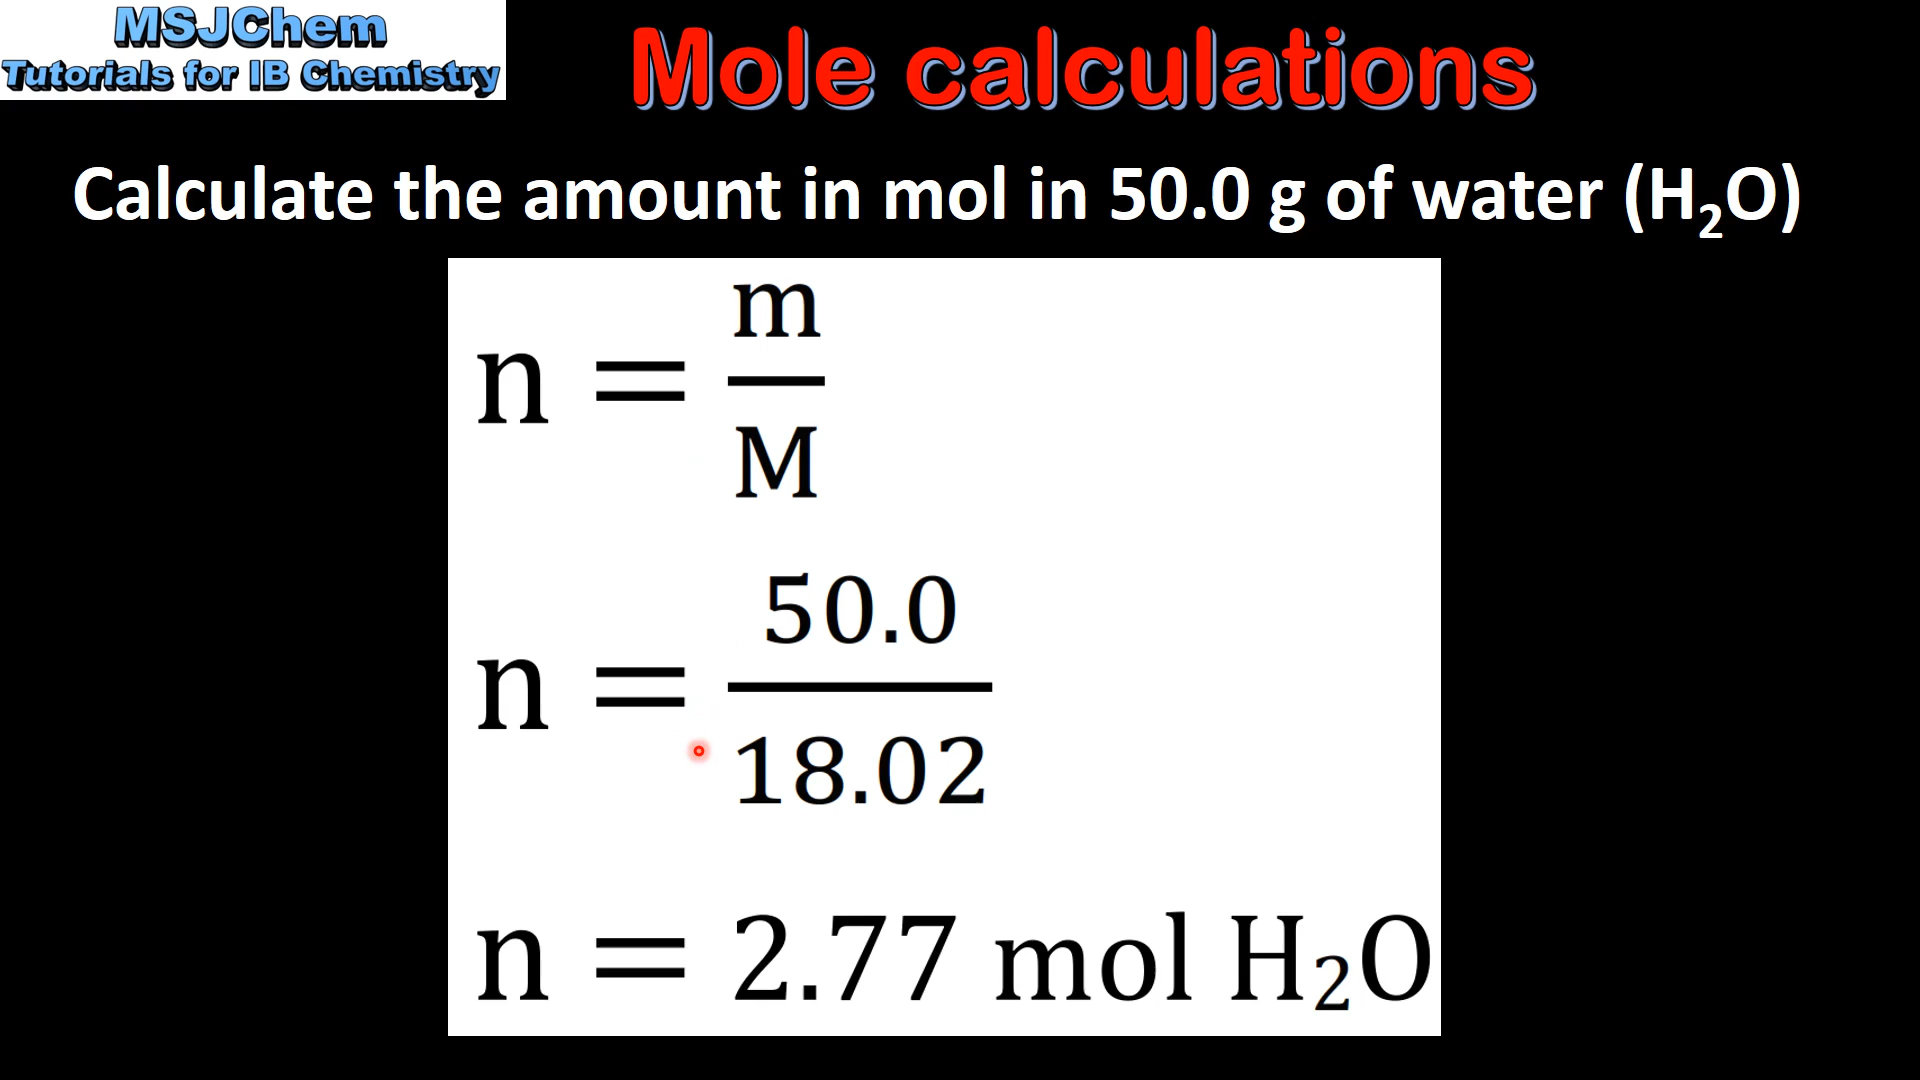 MSJChem
Tutorials for IB Chemistry
Mole calculations
Calculate the amount in mol in 50.0 g of water (H₂O)
n = m/M
n = 50.0/18.02
n = 2.77 mol H₂O